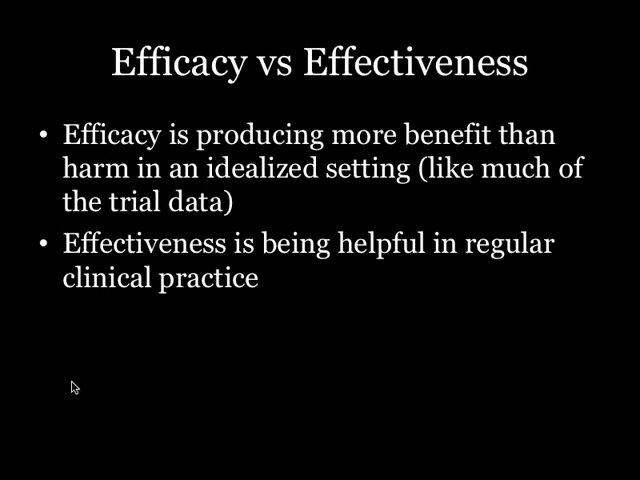 Efficacy vs Effectiveness
• Efficacy is producing more benefit than
harm in an idealized setting (like much of
the trial data)
• Effectiveness is being helpful in regular
clinical practice